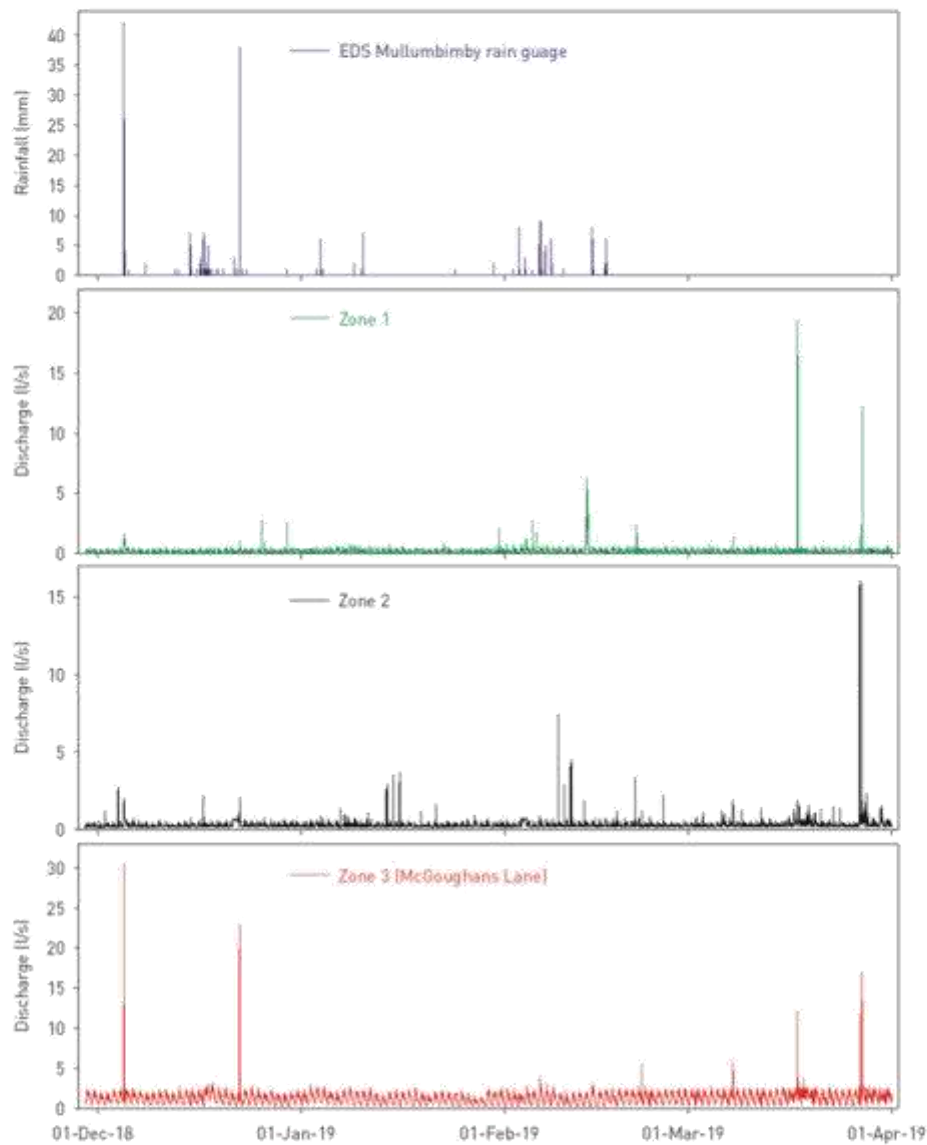 40
35
30
25
20
15
10
5
0
Rainfall (mm)
EDS Mullumbimby rain guage
20
15
10
5
0
Discharge (l/s)
Zone 1
15
10
5
0
Discharge (l/s)
Zone 2
30
25
20
15
10
5
0
Discharge (l/s)
Zone 3 (McGoughans Lane)
01-Dec-18 01-Jan-19 01-Feb-19 01-Mar-19 01-Apr-19